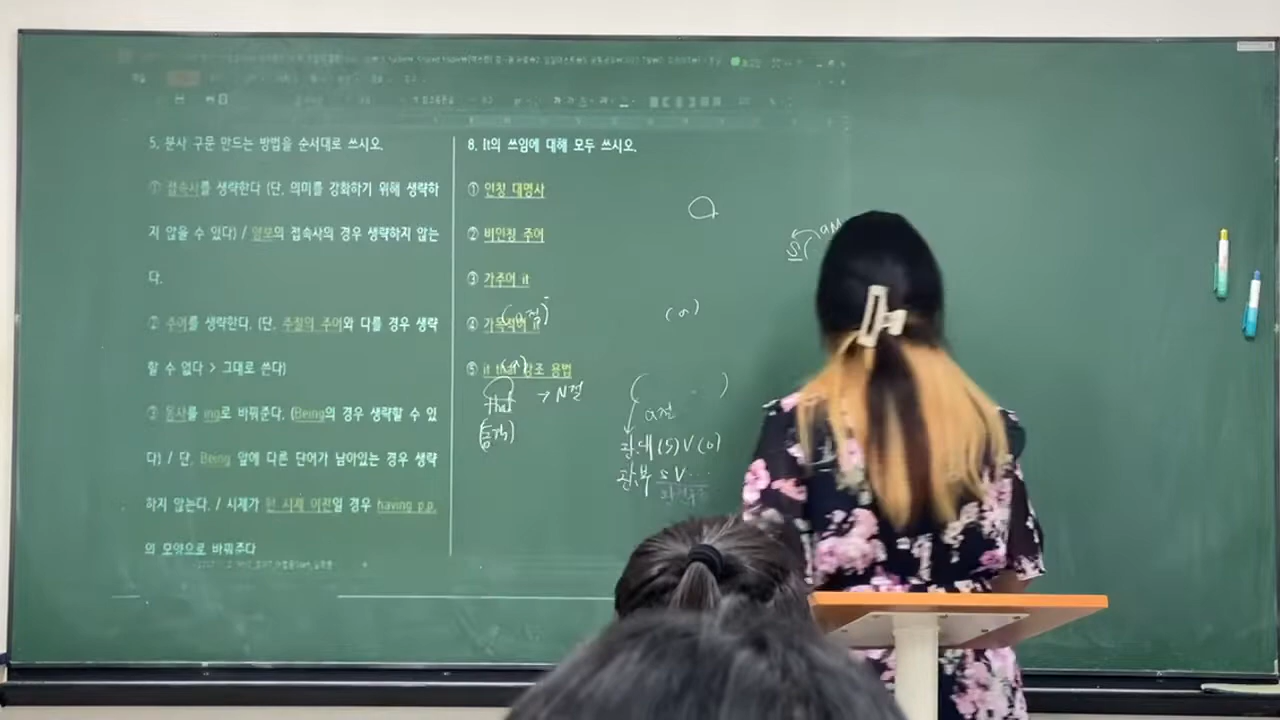 5. 분사 구문 만드는 방법을 순서대로 쓰시오.
① 접속사를 생략한다 (단, 의미를 강화하기 위해 생략하
지 않을 수 있다) / 양보의 접속사의 경우 생략하지 않는
다.
② 주어를 생략한다. (단, 주절의 주어와 다를 경우 생략
할 수 없다 > 그대로 쓴다)
③ 동사를 ing로 바꿔준다. (Being의 경우 생략할 수 있
다) / 단, Being 앞에 다른 단어가 남아있는 경우 생략
하지 않는다. / 시제가 한 시제 이전일 경우 having p.p.
의 모양으로 바꿔준다
8. It의 쓰임에 대해 모두 쓰시오.
① 인칭 대명사
② 비인칭 주어
③ 가주어 it
④ 가목적어 it
⑤ it that 강조 용법
(a)
that → N절
(동격)
(a)
( )
a절
관.대 (S) V (O)
관.부 S V ...